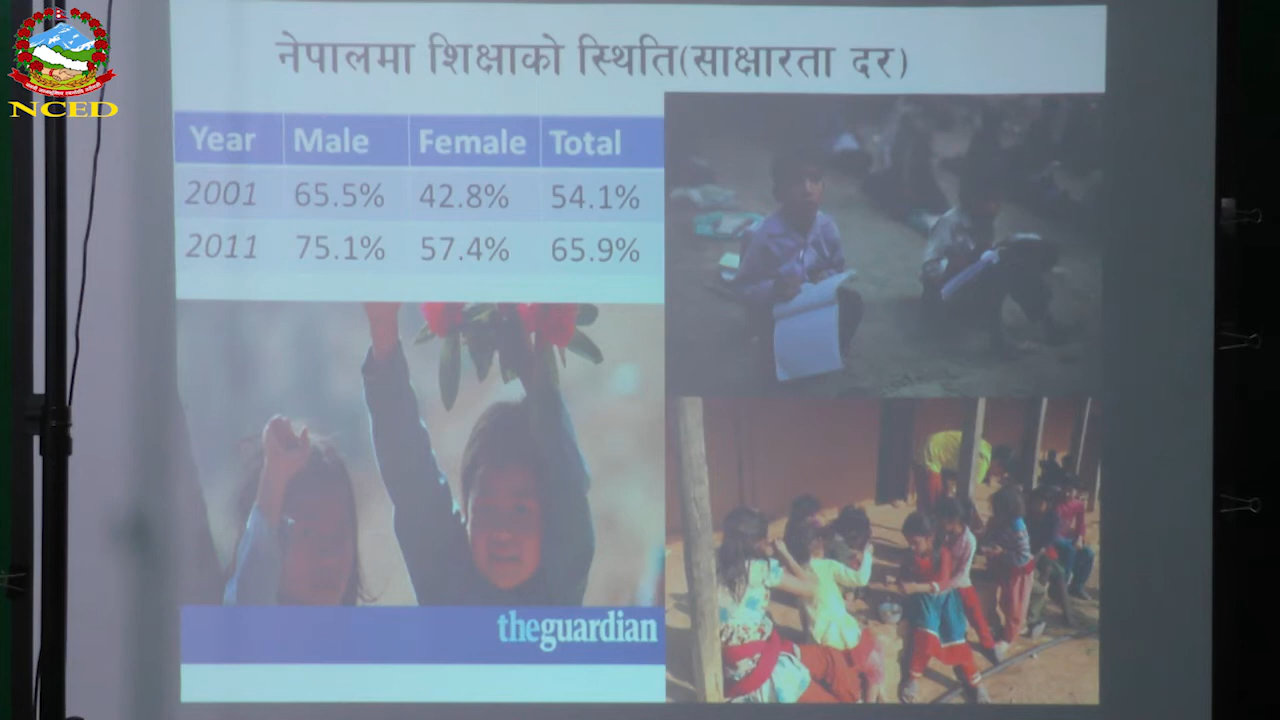 NCED
नेपालमा शिक्षाको स्थिति(साक्षारता दर)
Year Male Female Total
2001 65.5% 42.8% 54.1%
2011 75.1% 57.4% 65.9%
theguardian